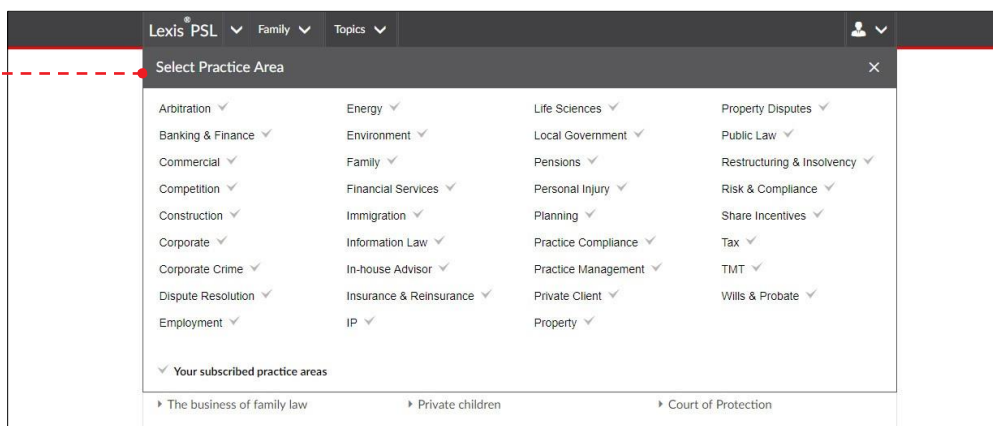 Lexis®PSL Family Topics
Select Practice Area
Arbitration Energy Life Sciences Property Disputes
Banking & Finance Environment Local Government Public Law
Commercial Family Pensions Restructuring & Insolvency
Competition Financial Services Personal Injury Risk & Compliance
Construction Immigration Planning Share Incentives
Corporate Information Law Practice Compliance Tax
Corporate Crime In-house Advisor Practice Management TMT
Dispute Resolution Insurance & Reinsurance Private Client Wills & Probate
Employment IP Property
Your subscribed practice areas
The business of family law Private children Court of Protection